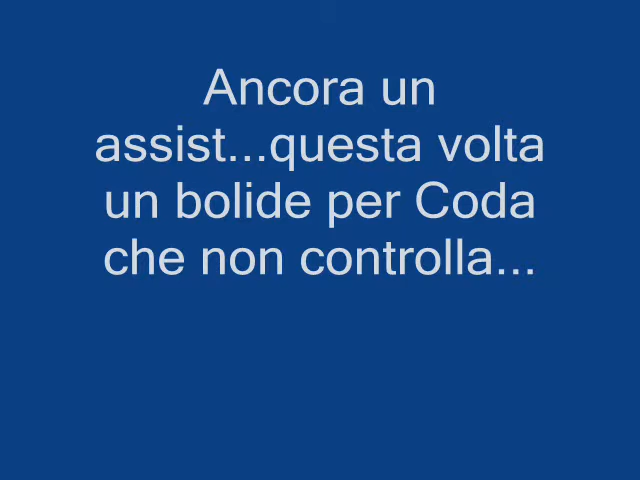 Ancora un
assist...questa volta
un bolide per Coda
che non controlla...